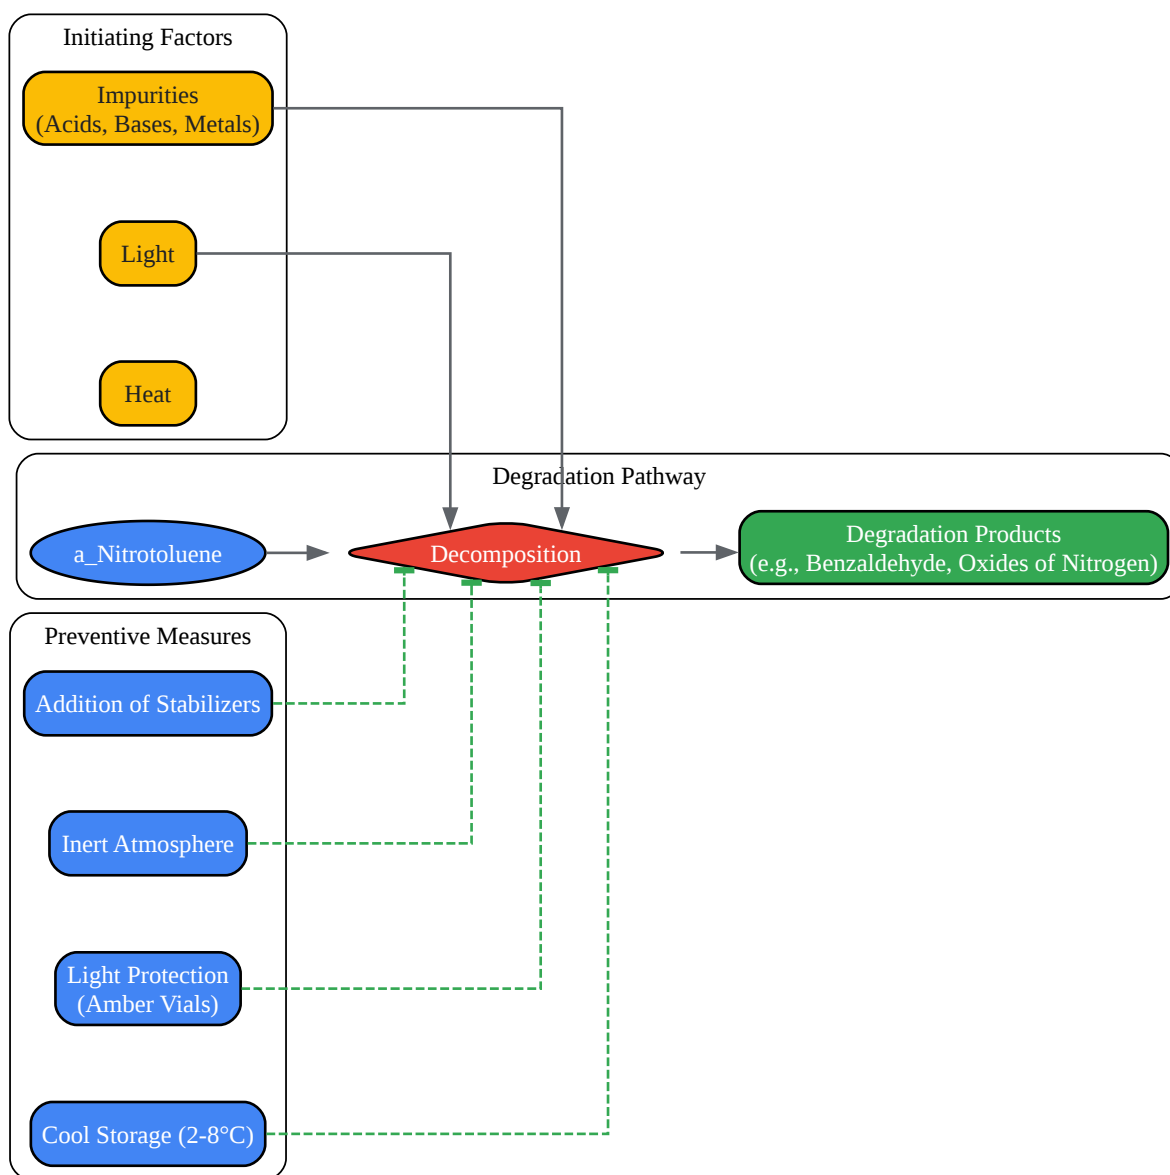 Initiating Factors
Impurities
(Acids, Bases, Metals)
Light
Heat
Degradation Pathway
a_Nitrotoluene
Decomposition
Degradation Products
(e.g., Benzaldehyde, Oxides of Nitrogen)
Preventive Measures
Addition of Stabilizers
Inert Atmosphere
Light Protection
(Amber Vials)
Cool Storage (2-8°C)